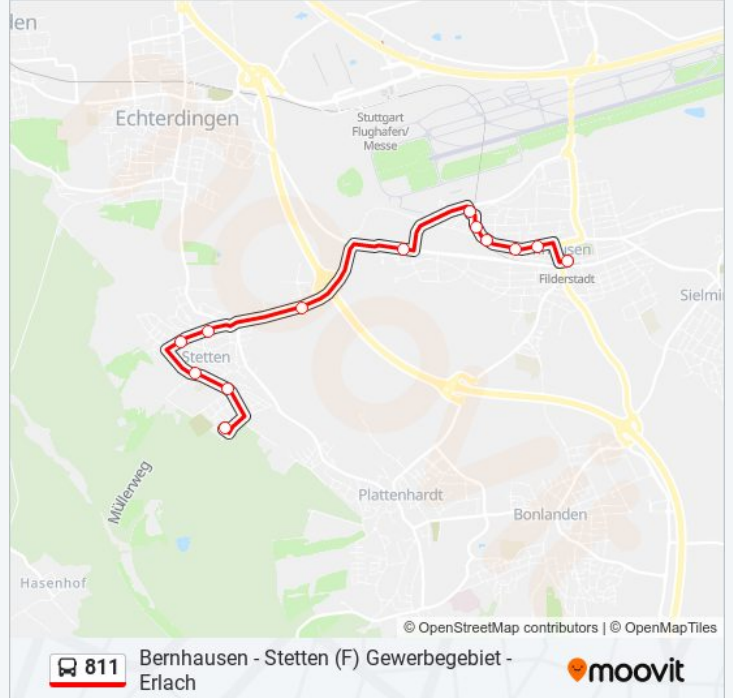 len
Echterdingen
Stuttgart
Flughafen/
Messe
Filderstadt
Stetten
Müllerweg
Plattenhardt
Bonlanden
Hasenhof
© OpenStreetMap contributors | © OpenMapTiles
811
Bernhausen - Stetten (F) Gewerbegebiet -
Erlach
moovit